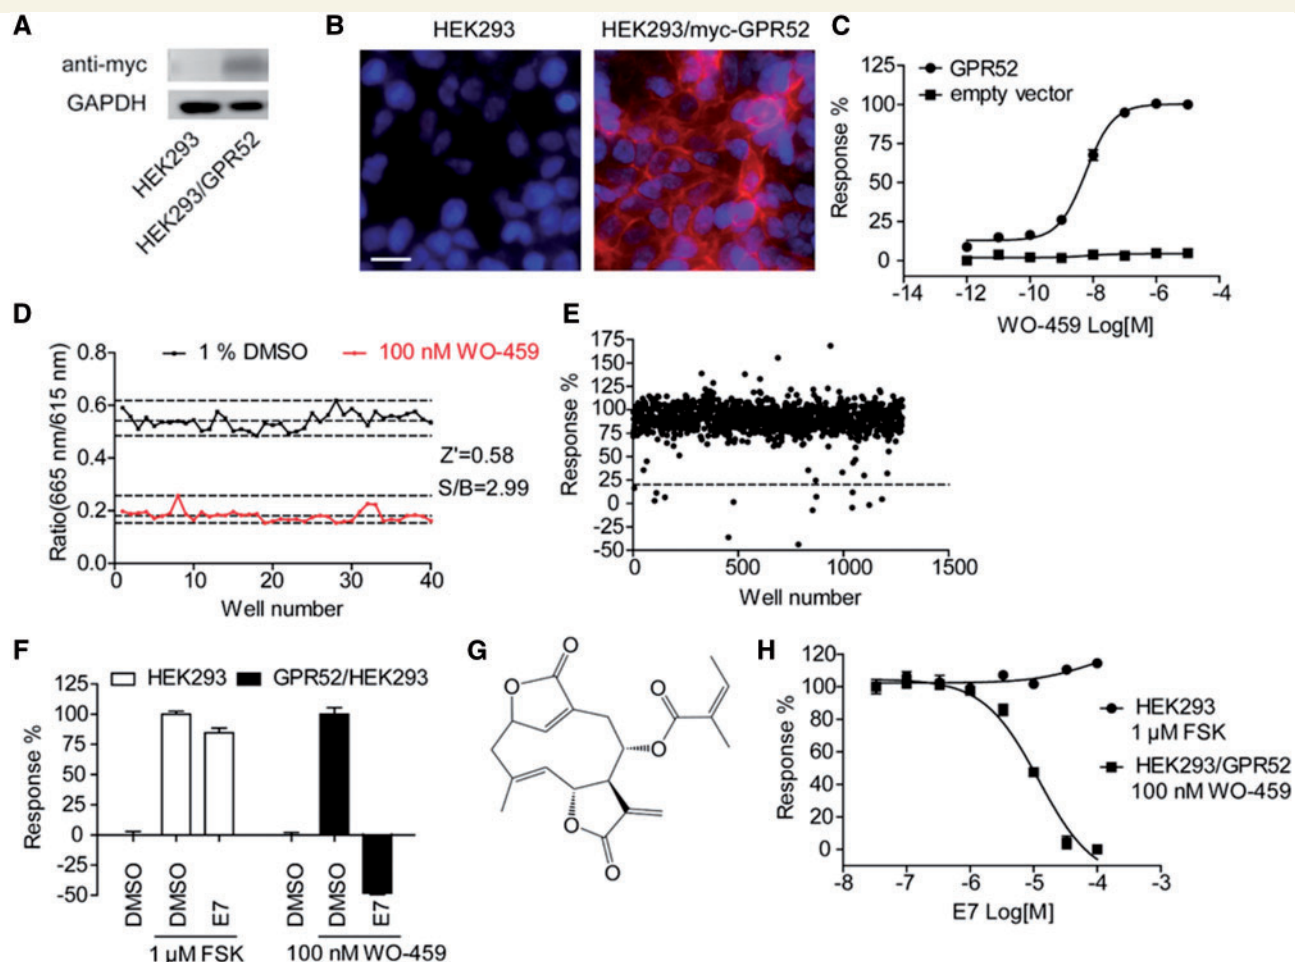 A
anti-myc
GAPDH
HEK293
HEK293/GPR52
B
HEK293
HEK293/myc-GPR52
C
GPR52
empty vector
Response %
125
100
75
50
25
0
-14 -12 -10 -8 -6 -4
WO-459 Log[M]
D
1 % DMSO
100 nM WO-459
Ratio(665 nm/615 nm)
0.8
0.6
0.4
0.2
0.0
Z'=0.58
S/B=2.99
0 10 20 30 40
Well number
E
Response %
175
150
125
100
75
50
25
0
-25
-50
0 500 1000 1500
Well number
F
HEK293
GPR52/HEK293
Response %
125
100
75
50
25
0
-25
-50
DMSO
DMSO
E7
DMSO
DMSO
E7
1 µM FSK
100 nM WO-459
G
O
O
O
O
O
O
H
Response %
120
100
80
60
40
20
0
HEK293
1 µM FSK
HEK293/GPR52
100 nM WO-459
-8 -7 -6 -5 -4 -3
E7 Log[M]